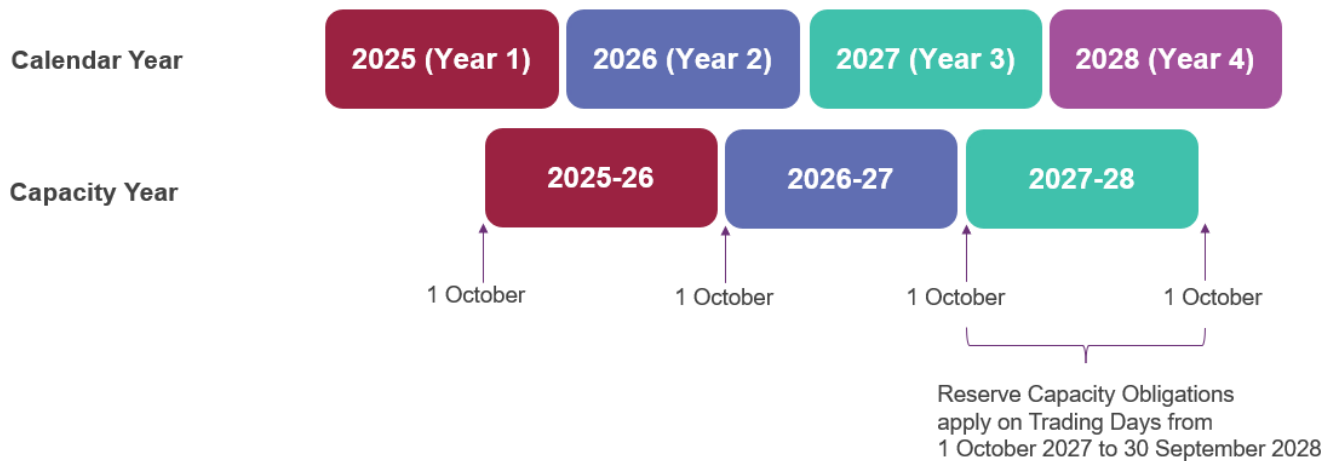 Calendar Year
2025 (Year 1)
2026 (Year 2)
2027 (Year 3)
2028 (Year 4)
Capacity Year
2025-26
2026-27
2027-28
1 October
1 October
1 October
1 October
Reserve Capacity Obligations
apply on Trading Days from
1 October 2027 to 30 September 2028